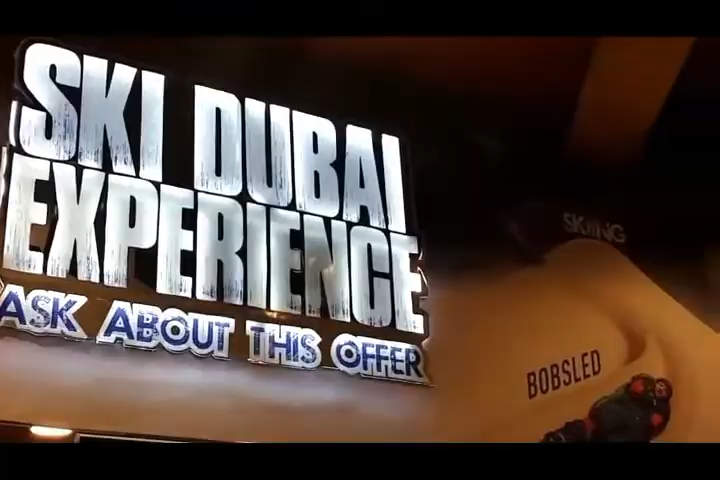 SKI DUBAI
EXPERIENCE
ASK ABOUT THIS OFFER
SKIING
BOBSLED